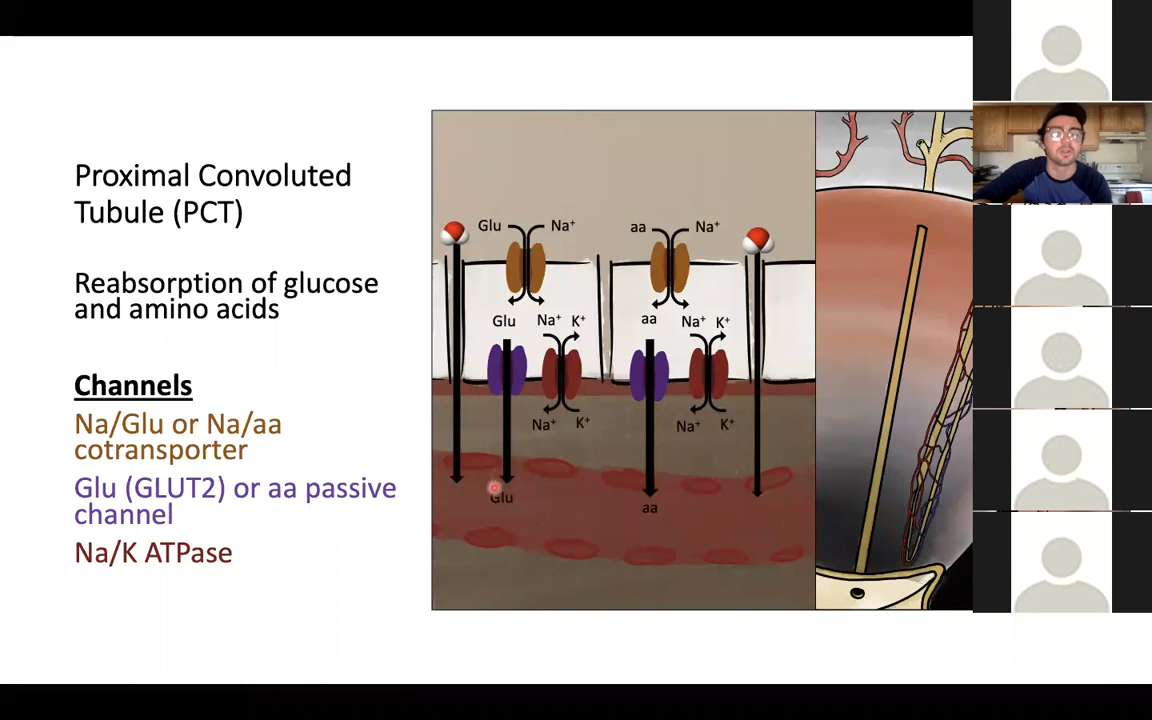 Proximal Convoluted
Tubule (PCT)
Reabsorption of glucose
and amino acids
Channels
Na/Glu or Na/aa
cotransporter
Glu (GLUT2) or aa passive
channel
Na/K ATPase
Glu Na⁺ aa Na⁺
Glu Na⁺ K⁺ aa Na⁺ K⁺
Na⁺ K⁺ Na⁺ K⁺
Glu aa